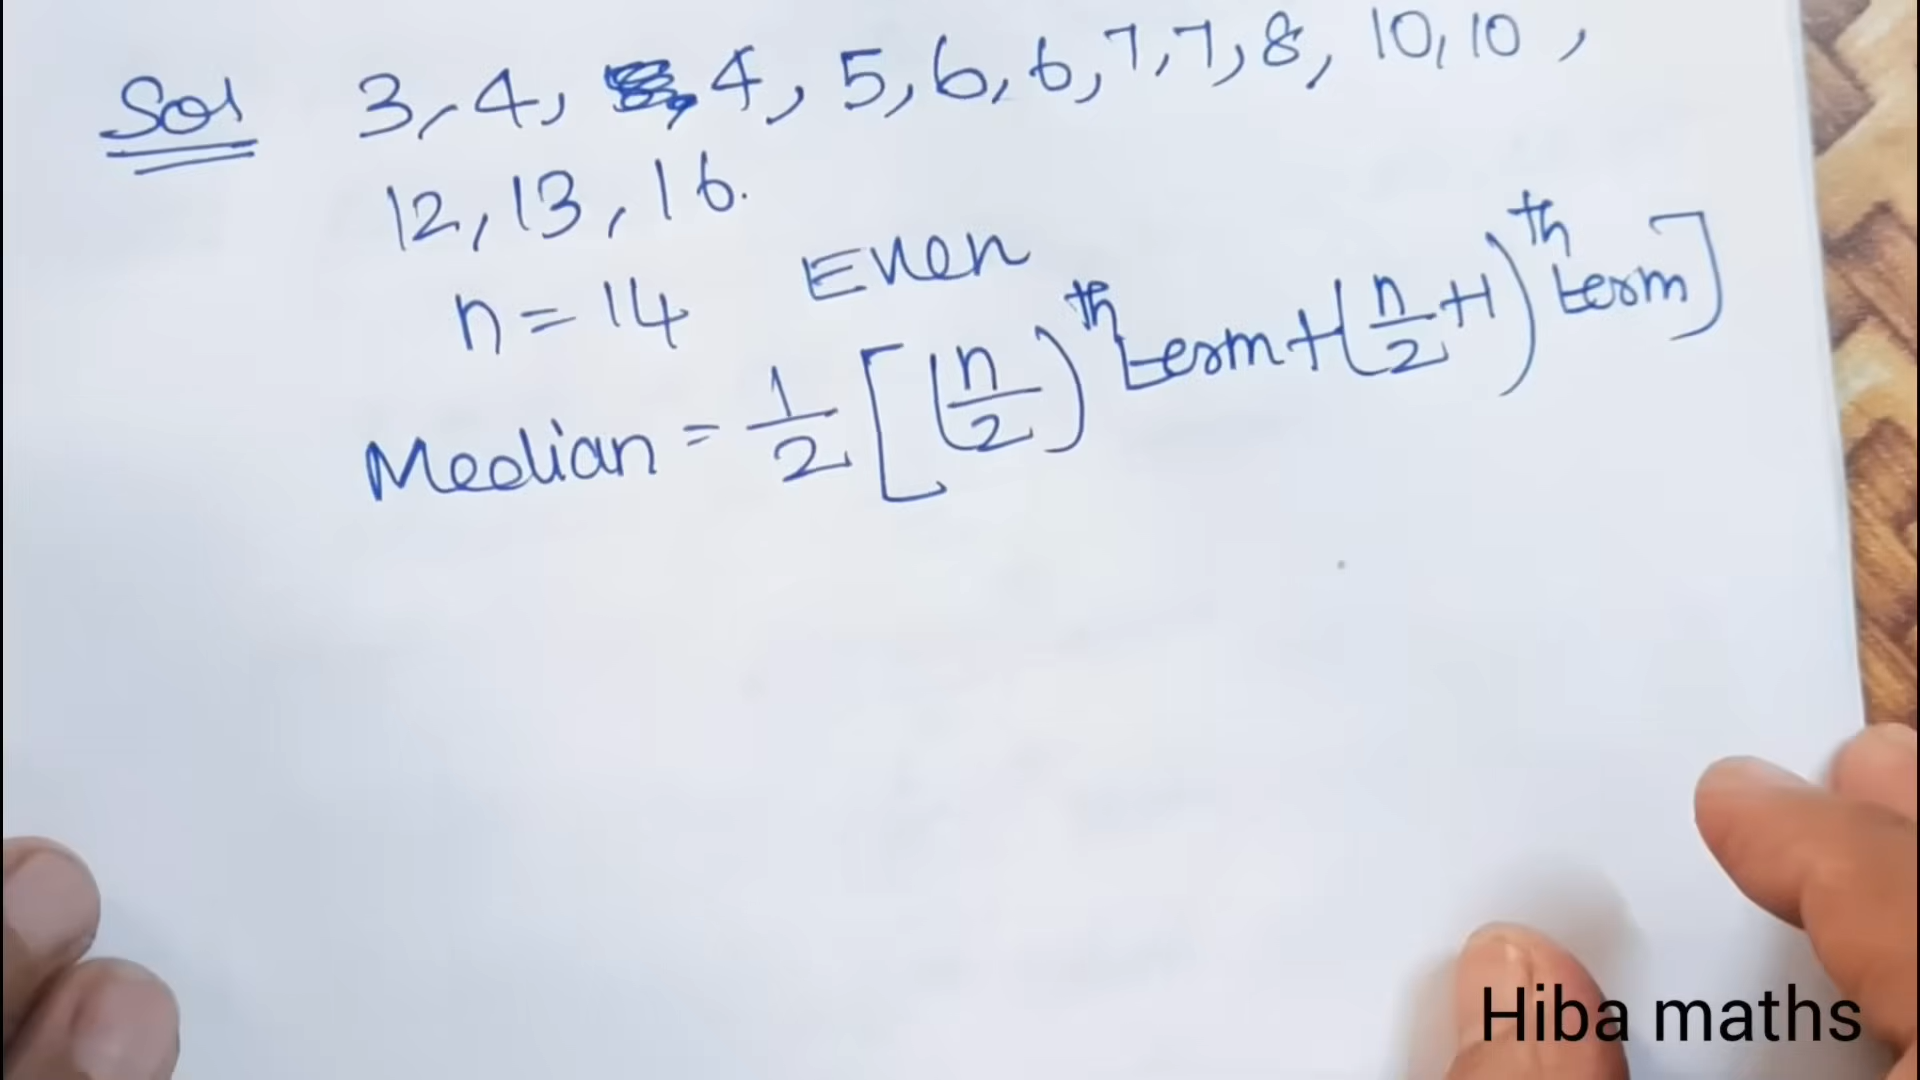 Sol 3, 4, 4, 5, 6, 6, 7, 7, 8, 10, 10,
12, 13, 16.
n = 14 Even
Median = 1/2 [(n/2)th term + (n/2 + 1)th term]
Hiba maths